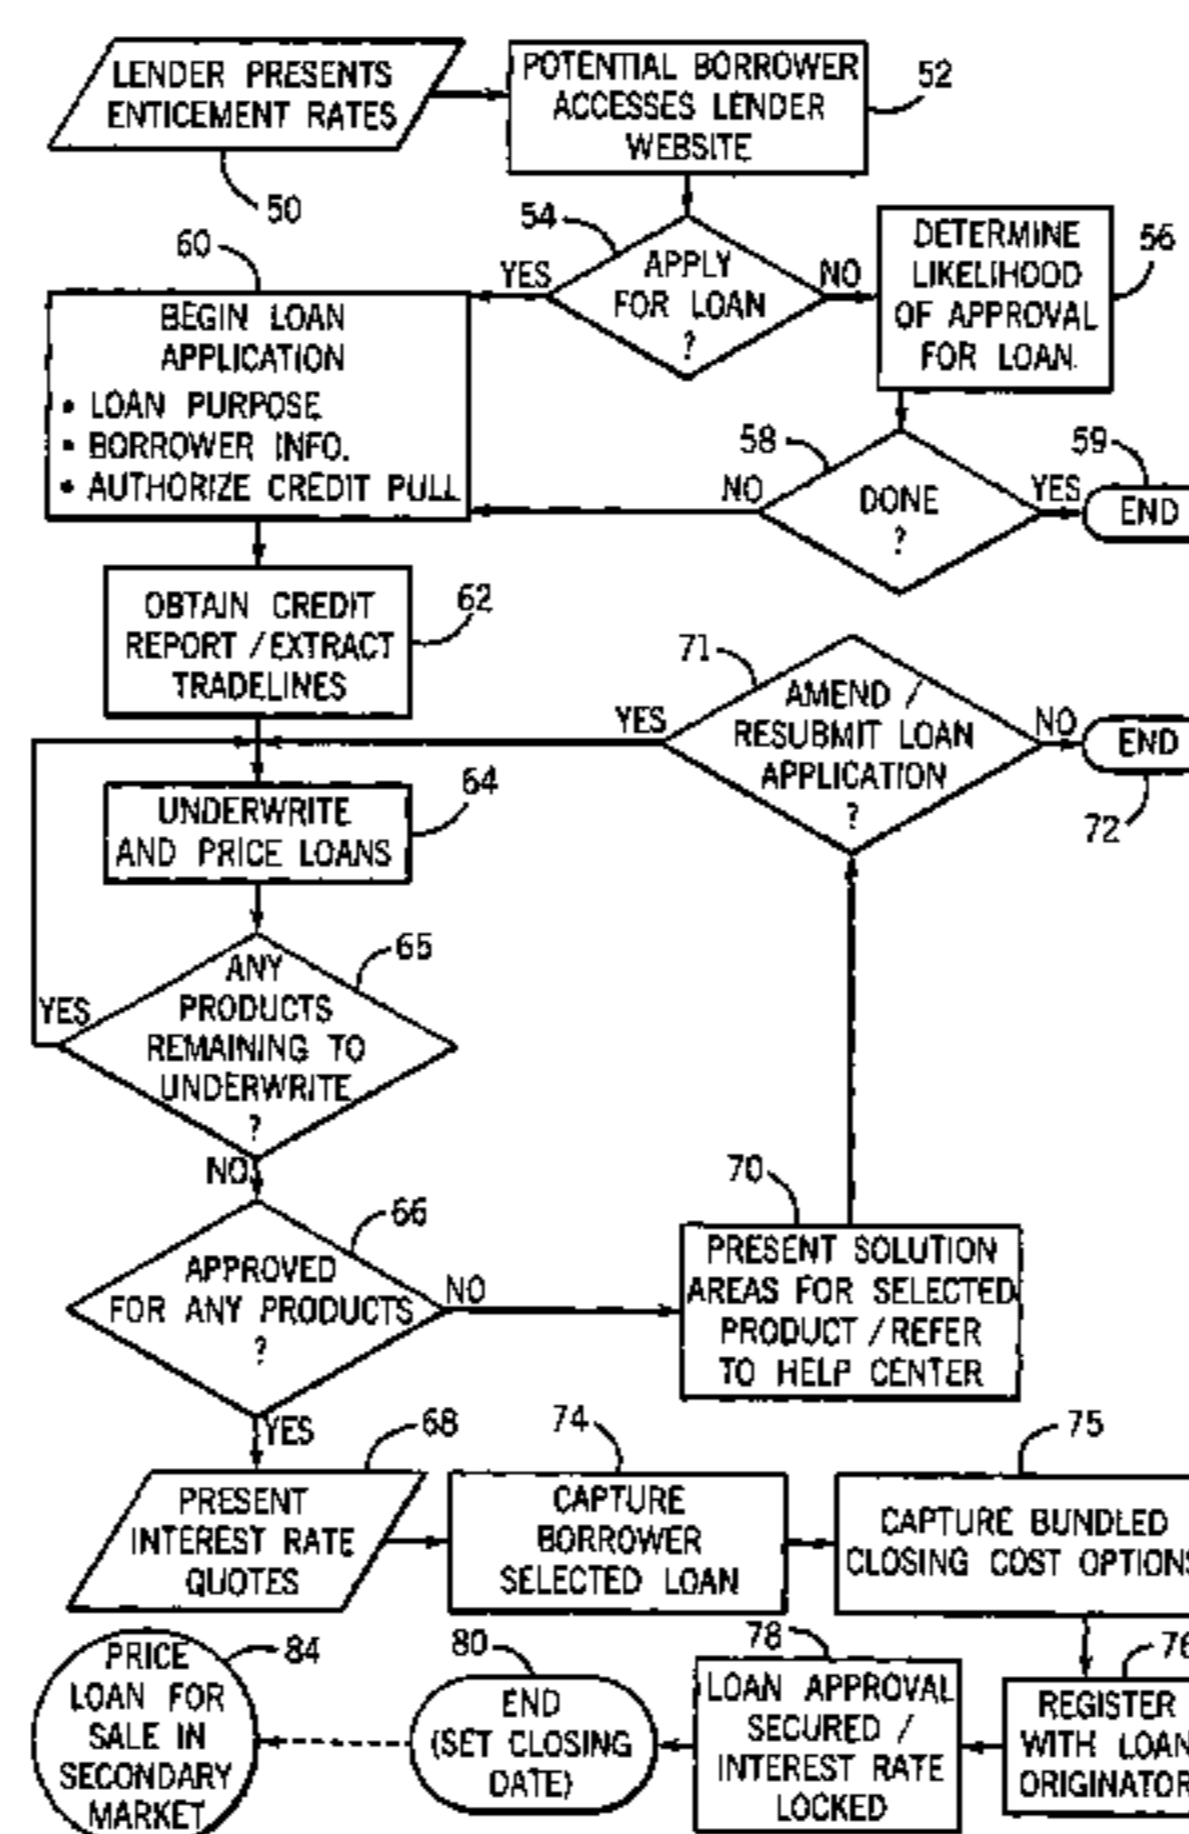 LENDER PRESENTS
ENTICEMENT RATES
50
POTENTIAL BORROWER
ACCESSES LENDER
WEBSITE
52
54
APPLY
FOR LOAN
?
YES
NO
DETERMINE
LIKELIHOOD
OF APPROVAL
FOR LOAN.
56
60
BEGIN LOAN
APPLICATION
• LOAN PURPOSE
• BORROWER INFO.
• AUTHORIZE CREDIT PULL
58
DONE
?
NO
YES
59
END
OBTAIN CREDIT
REPORT / EXTRACT
TRADELINES
62
71
AMEND /
RESUBMIT LOAN
APPLICATION
?
YES
NO
END
72
UNDERWRITE
AND PRICE LOANS
64
65
ANY
PRODUCTS
REMAINING TO
UNDERWRITE
?
YES
NO
66
APPROVED
FOR ANY PRODUCTS
?
NO
YES
70
PRESENT SOLUTION
AREAS FOR SELECTED
PRODUCT / REFER
TO HELP CENTER
68
PRESENT
INTEREST RATE
QUOTES
74
CAPTURE
BORROWER
SELECTED LOAN
75
CAPTURE BUNDLED
CLOSING COST OPTIONS
76
REGISTER
WITH LOAN
ORIGINATOR
78
LOAN APPROVAL
SECURED /
INTEREST RATE
LOCKED
80
END
(SET CLOSING
DATE)
84
PRICE
LOAN FOR
SALE IN
SECONDARY
MARKET